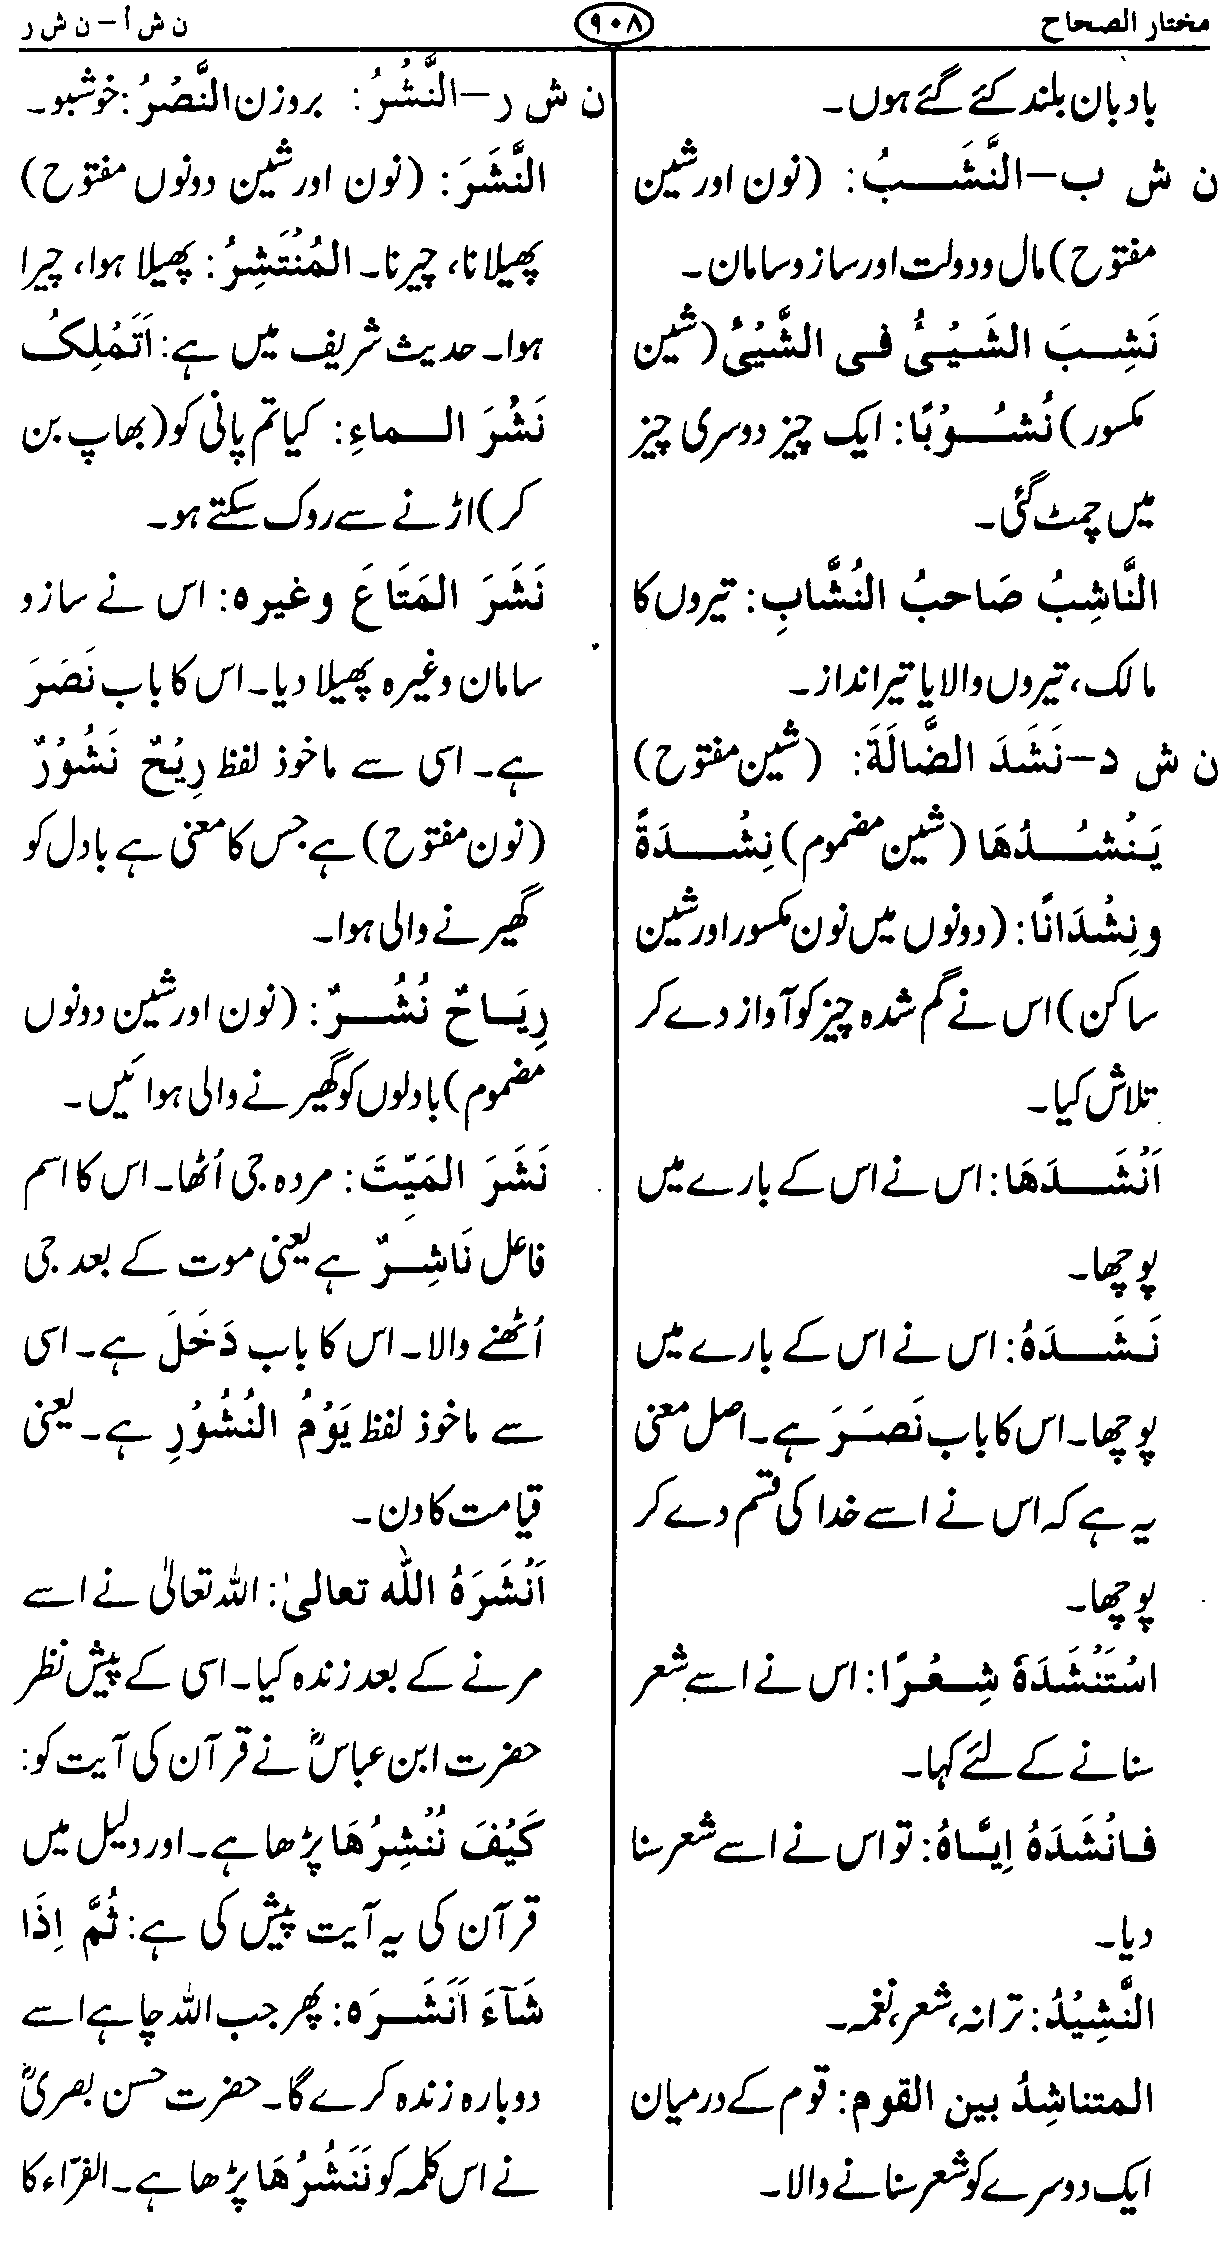 مختار الصحاح
۹۰۸
ن ش أ – ن ش ر
بادبان بلند کئے گئے ہوں۔
ن ش ب – النَّشَبُ: (نون اور شین
مفتوح) مال و دولت اور ساز و سامان۔
نَشِبَ الشَیْئُ فی الشَّیْئُ (شین
مکسور) نُشُوْبًا: ایک چیز دوسری چیز
میں چمٹ گئی۔
النَّاشِبُ صَاحبُ النُشَّابِ: تیروں کا
مالک، تیروں والا یا تیرانداز۔
ن ش د – نَشَدَ الضَّالَةَ: (شین مفتوح)
یَنْشُدُهَا (شین مضموم) نِشْدَةً
و نِشْدَانًا: (دونوں میں نون مکسور اور شین
ساکن) اس نے گم شدہ چیز کو آواز دے کر
تلاش کیا۔
اَنْشَدَهَا: اس نے اس کے بارے میں
پوچھا۔
نَشَدَهُ: اس نے اس کے بارے میں
پوچھا۔ اس کا باب نَصَرَ ہے۔ اصل معنی
یہ ہے کہ اس نے اسے خدا کی قسم دے کر
پوچھا۔
اسْتَنْشَدَهٗ شِعْرًا: اس نے اسے شعر
سنانے کے لئے کہا۔
فَانْشَدَهُ اِیَّاهُ: تو اس نے اسے شعر سنا
دیا۔
النَّشِیْدُ: ترانہ، شعر، نغمہ۔
المتناشِدُ بین القوم: قوم کے درمیان
ایک دوسرے کو شعر سنانے والا۔
ن ش ر – النَّشْرُ: بروزن النَّصْرُ: خوشبو۔
النَّشَرَ: (نون اور شین دونوں مفتوح)
پھیلانا، چیرنا۔ المُنْتَشِرُ: پھیلا ہوا، چیرا
ہوا۔ حدیث شریف میں ہے: اَتَمْلِکُ
نَشْرَ الماءِ: کیا تم پانی کو (بھاپ بن
کر) اڑنے سے روک سکتے ہو۔
نَشَرَ المَتَاعَ وغیرہ: اس نے ساز و
سامان وغیرہ پھیلا دیا۔ اس کا باب نَصَرَ
ہے۔ اسی سے ماخوذ لفظ رِیْحٌ نَشُوْرٌ
(نون مفتوح) ہے جس کا معنی ہے بادل کو
گھیرنے والی ہوا۔
رِیَاحٌ نُشُرٌ: (نون اور شین دونوں
مضموم) بادلوں کو گھیرنے والی ہوائیں۔
نَشَرَ المَیِّتَ: مردہ جی اُٹھا۔ اس کا اسم
فاعل نَاشِرٌ ہے یعنی موت کے بعد جی
اُٹھنے والا۔ اس کا باب دَخَلَ ہے۔ اسی
سے ماخوذ لفظ یَوْمُ النُشُوْرِ ہے۔ یعنی
قیامت کا دن۔
اَنْشَرَهُ اللّٰه تعالیٰ: اللہ تعالیٰ نے اسے
مرنے کے بعد زندہ کیا۔ اسی کے پیش نظر
حضرت ابن عباسؓ نے قرآن کی آیت کو:
کَیْفَ نُنْشِرُهَا پڑھا ہے۔ اور دلیل میں
قرآن کی یہ آیت پیش کی ہے: ثُمَّ اِذَا
شَآءَ اَنْشَرَہ: پھر جب اللہ چاہے اسے
دوبارہ زندہ کرے گا۔ حضرت حسن بصریؒ
نے اس کلمہ کو نَنْشُرُهَا پڑھا ہے۔ الفرّاء کا